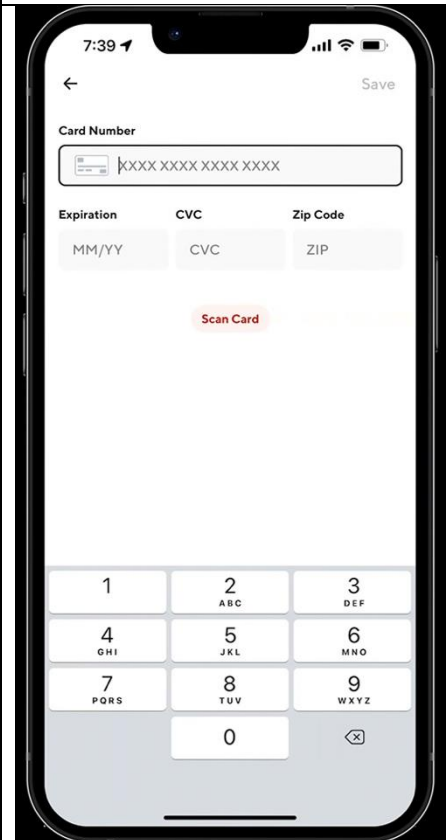 7:39
Save
Card Number
XXXX XXXX XXXX XXXX
Expiration CVC Zip Code
MM/YY CVC ZIP
Scan Card
1 2 3
ABC DEF
4 5 6
GHI JKL MNO
7 8 9
PQRS TUV WXYZ
0